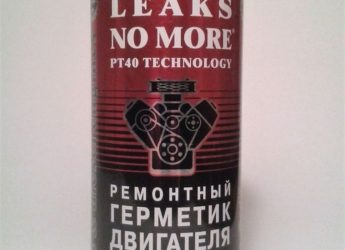 LEAKS
NO MORE®
PT40 TECHNOLOGY
РЕМОНТНЫЙ
ГЕРМЕТИК
ДВИГАТЕЛЯ